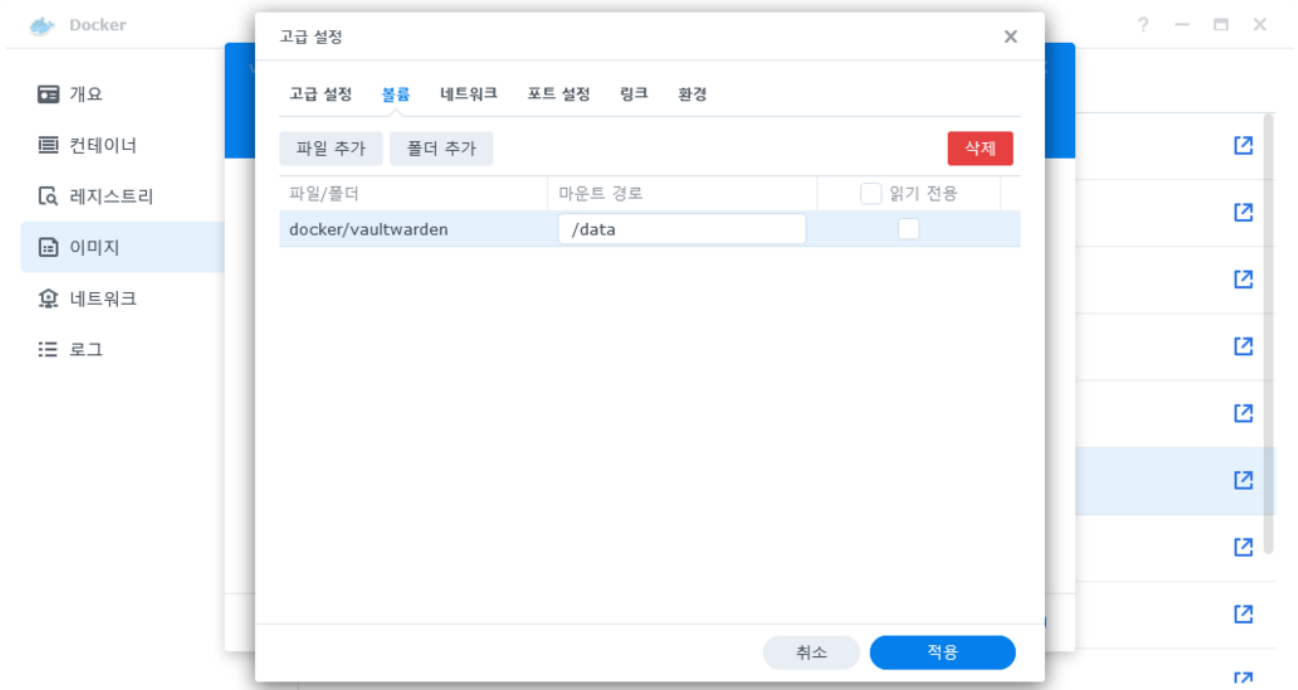 Docker
개요
컨테이너
레지스트리
이미지
네트워크
로그
고급 설정
고급 설정 볼륨 네트워크 포트 설정 링크 환경
파일 추가 폴더 추가 삭제
파일/폴더 마운트 경로 읽기 전용
docker/vaultwarden /data
취소 적용